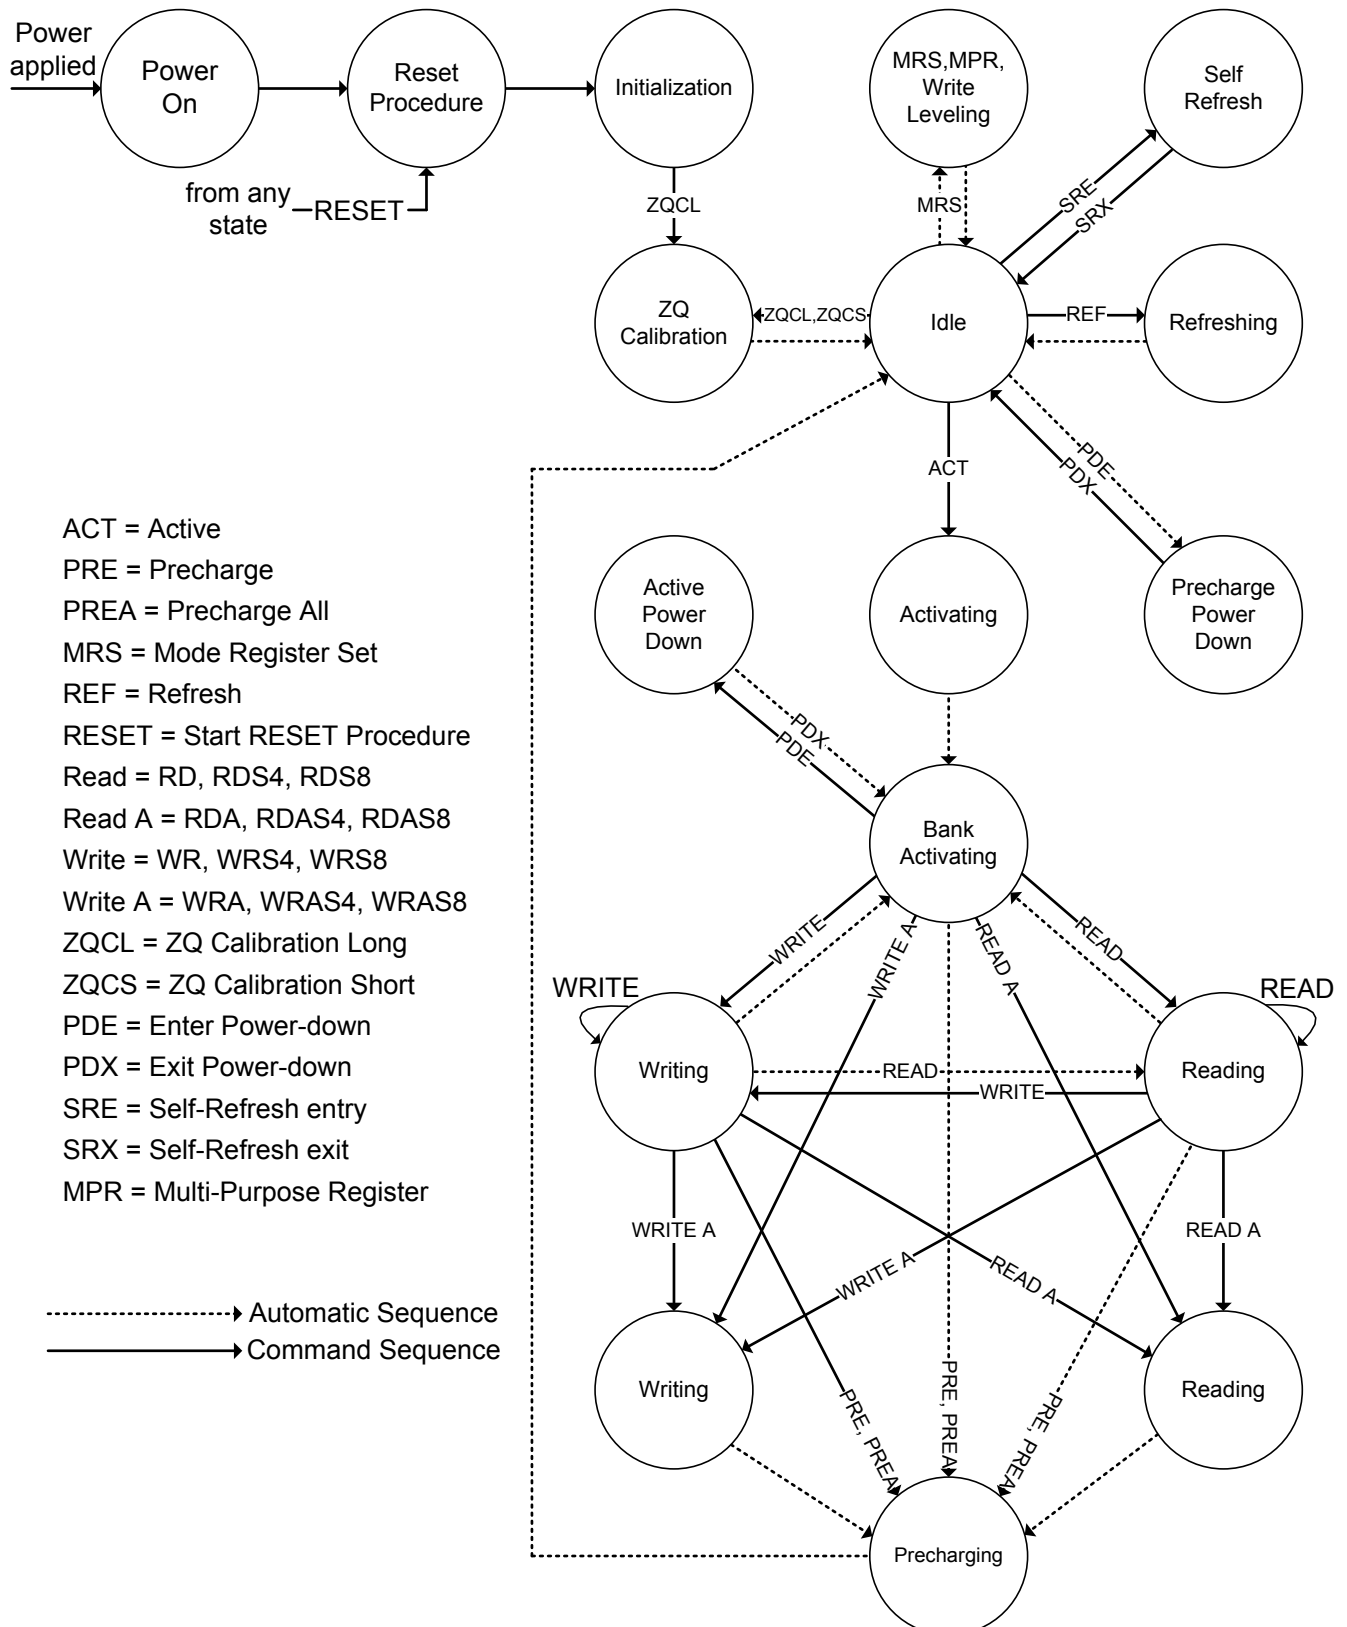 Power
applied
Power
On
Reset
Procedure
Initialization
MRS,MPR,
Write
Leveling
Self
Refresh
from any
state
RESET
ZQCL
MRS
SRE
SRX
ZQ
Calibration
ZQCL,ZQCS
Idle
REF
Refreshing
ACT
PDE
PDX
ACT = Active
PRE = Precharge
PREA = Precharge All
MRS = Mode Register Set
REF = Refresh
RESET = Start RESET Procedure
Read = RD, RDS4, RDS8
Read A = RDA, RDAS4, RDAS8
Write = WR, WRS4, WRS8
Write A = WRA, WRAS4, WRAS8
ZQCL = ZQ Calibration Long
ZQCS = ZQ Calibration Short
PDE = Enter Power-down
PDX = Exit Power-down
SRE = Self-Refresh entry
SRX = Self-Refresh exit
MPR = Multi-Purpose Register
Automatic Sequence
Command Sequence
Active
Power
Down
Activating
Precharge
Power
Down
PDX
PDE
Bank
Activating
WRITE
WRITE A
READ A
READ
WRITE
READ
Writing
READ
WRITE
Reading
WRITE A
WRITE A
READ A
READ A
Writing
PRE, PREA
PRE, PREA
PRE, PREA
Reading
Precharging